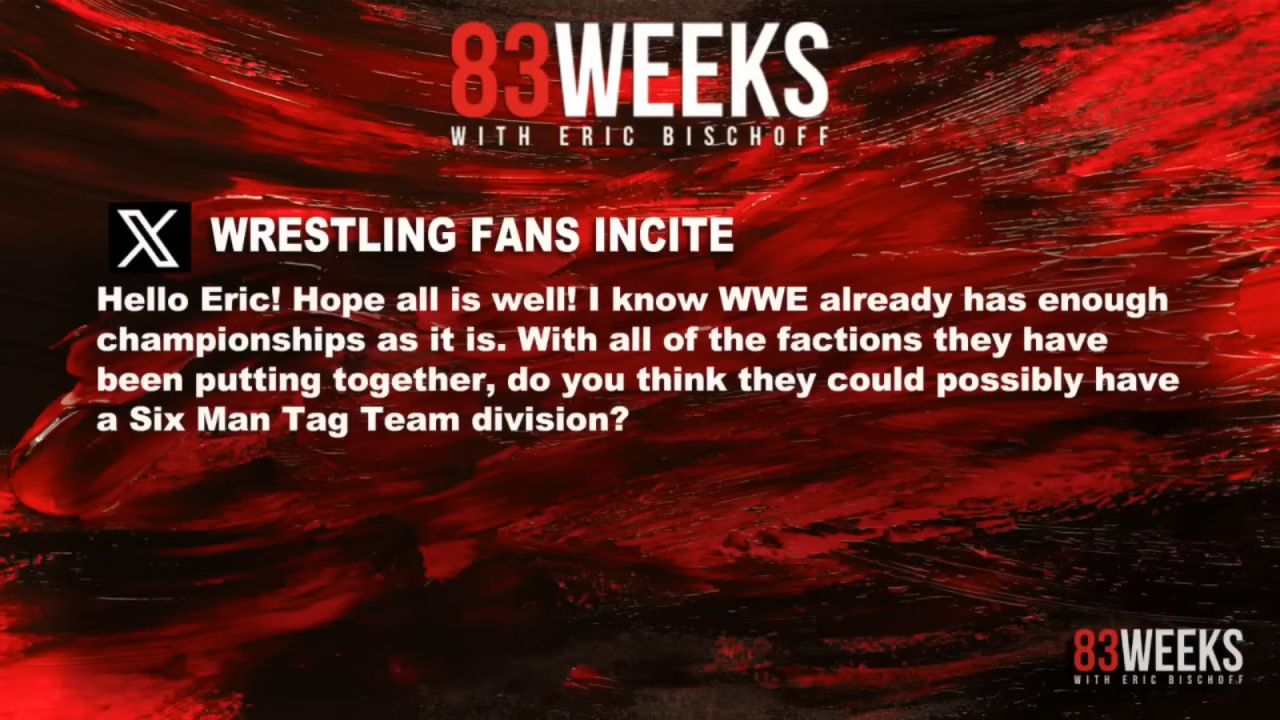 83WEEKS
WITH ERIC BISCHOFF
X WRESTLING FANS INCITE
Hello Eric! Hope all is well! I know WWE already has enough
championships as it is. With all of the factions they have
been putting together, do you think they could possibly have
a Six Man Tag Team division?
83WEEKS
WITH ERIC BISCHOFF